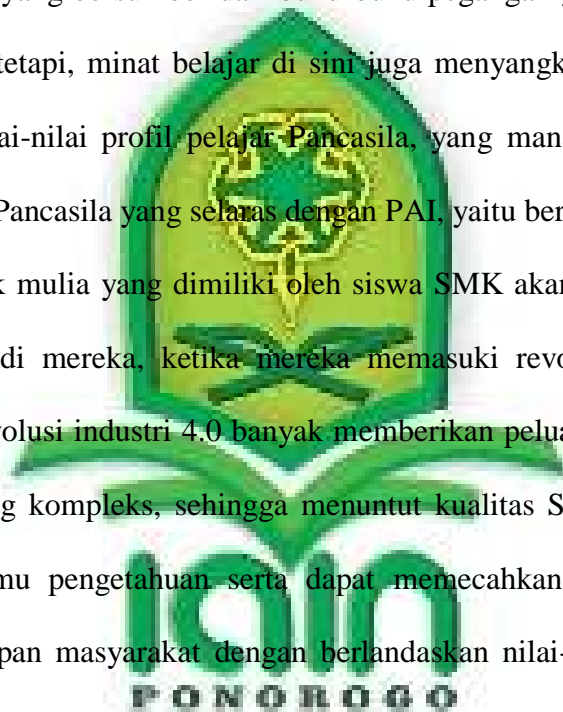 tetapi, minat belajar di sini juga menyangk
ai-nilai profil pelajar Pancasila, yang man
Pancasila yang selaras dengan PAI, yaitu ber
k mulia yang dimiliki oleh siswa SMK akan
di mereka, ketika mereka memasuki revo
volusi industri 4.0 banyak memberikan pelua
g kompleks, sehingga menuntut kualitas S
mu pengetahuan serta dapat memecahkan
pan masyarakat dengan berlandaskan nilai-
iain
PONOROGO